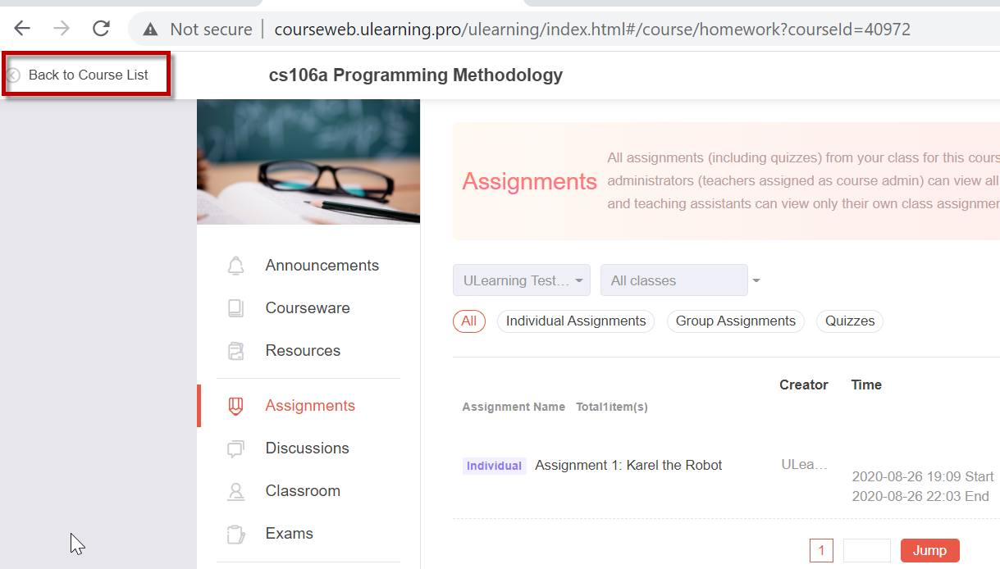 Not secure courseweb.ulearning.pro/ulearning/index.html#/course/homework?courseId=40972
Back to Course List
cs106a Programming Methodology
Announcements
Courseware
Resources
Assignments
Discussions
Classroom
Exams
Assignments
All assignments (including quizzes) from your class for this cours
administrators (teachers assigned as course admin) can view all
and teaching assistants can view only their own class assignmer
ULearning Test... All classes
All Individual Assignments Group Assignments Quizzes
Creator Time
Assignment Name Total1item(s)
Individual Assignment 1: Karel the Robot ULea...
2020-08-26 19:09 Start
2020-08-26 22:03 End
1 Jump